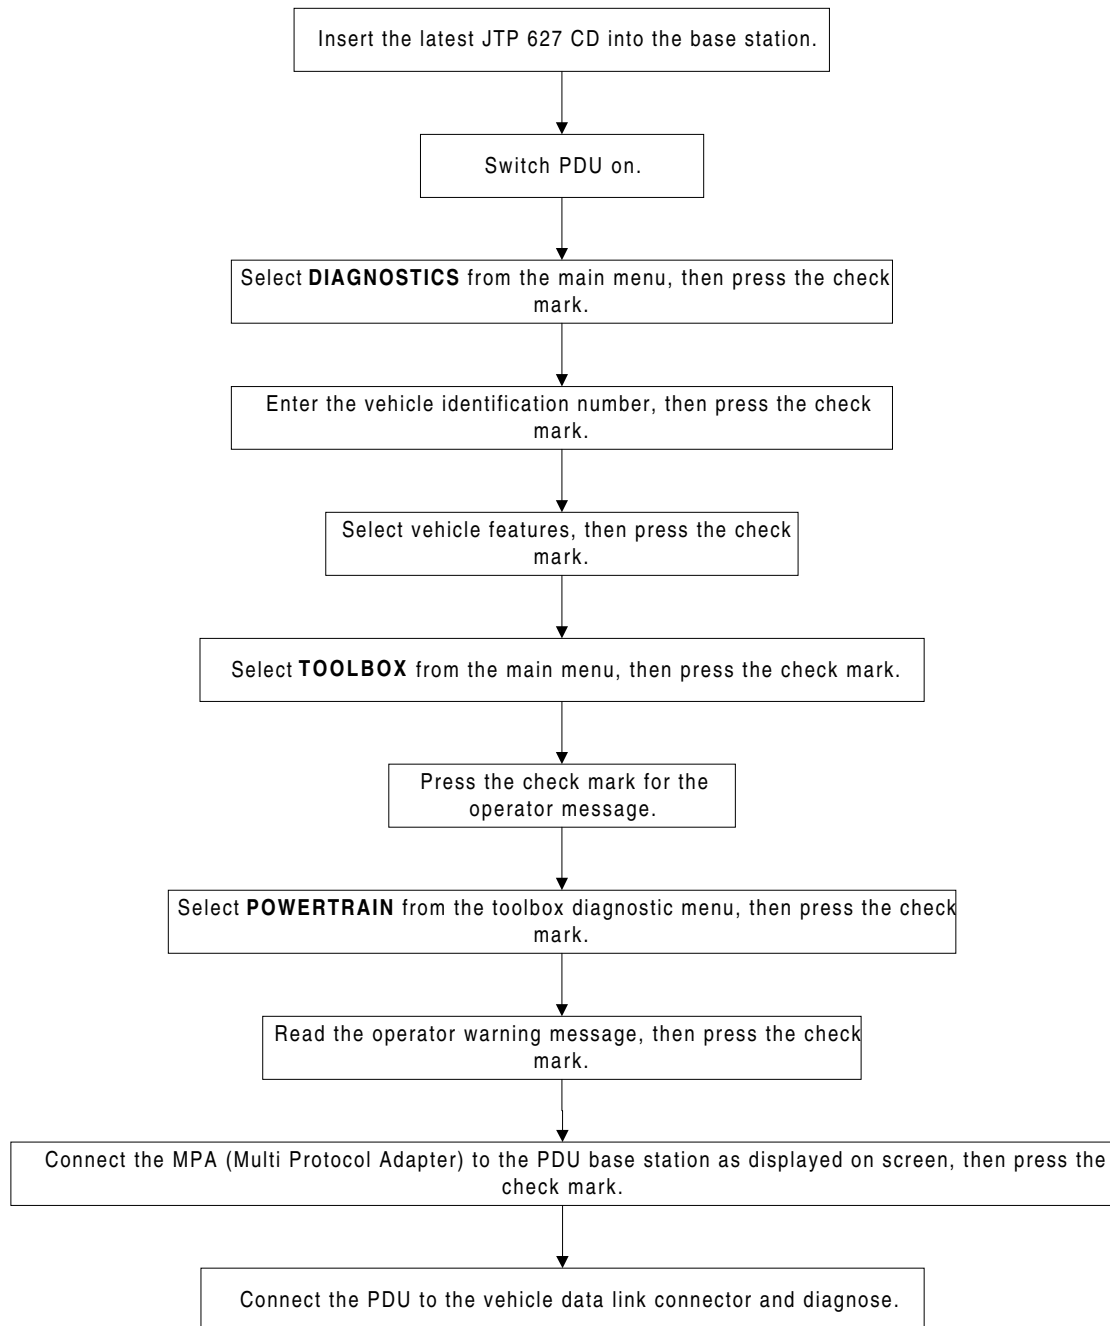 Insert the latest JTP 627 CD into the base station.
Switch PDU on.
Select DIAGNOSTICS from the main menu, then press the check
mark.
Enter the vehicle identification number, then press the check
mark.
Select vehicle features, then press the check
mark.
Select TOOLBOX from the main menu, then press the check mark.
Press the check mark for the
operator message.
Select POWERTRAIN from the toolbox diagnostic menu, then press the check
mark.
Read the operator warning message, then press the check
mark.
Connect the MPA (Multi Protocol Adapter) to the PDU base station as displayed on screen, then press the
check mark.
Connect the PDU to the vehicle data link connector and diagnose.